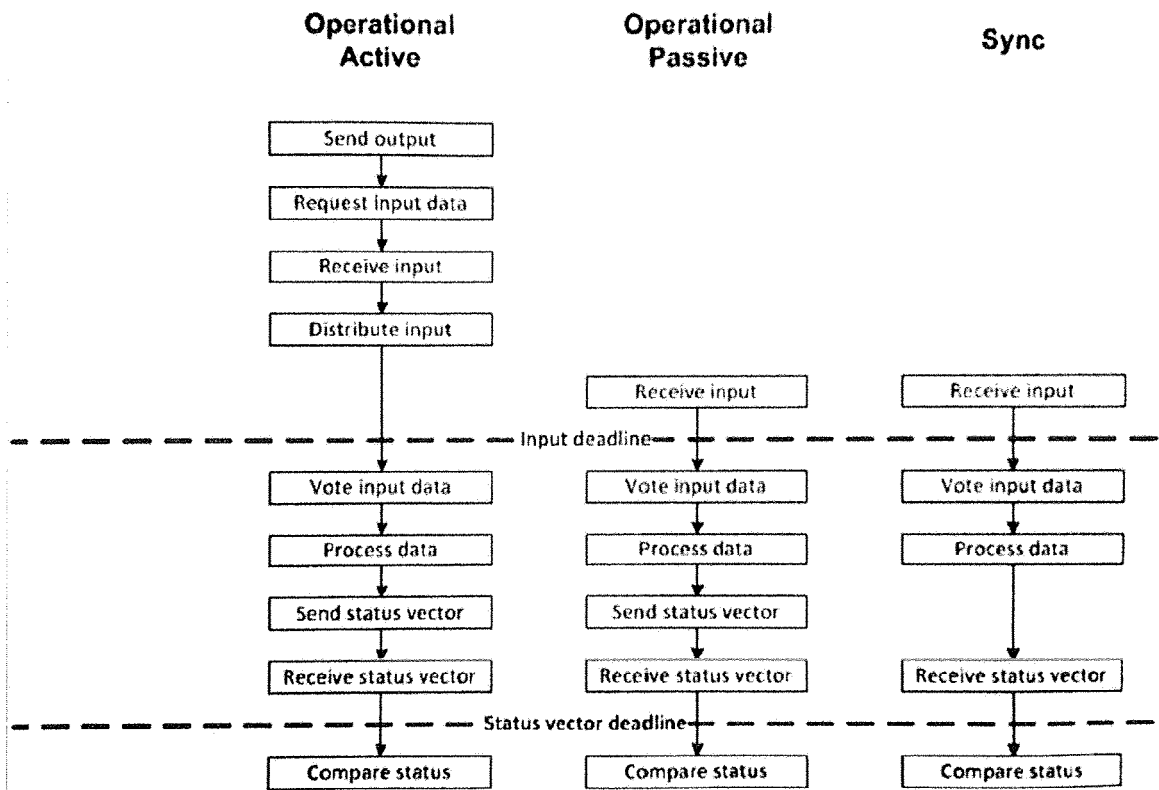 Operational
Active
Operational
Passive
Sync
Send output
Request input data
Receive input
Distribute input
Receive input
Receive input
Input deadline
Vote input data
Vote input data
Vote input data
Process data
Process data
Process data
Send status vector
Send status vector
Receive status vector
Receive status vector
Receive status vector
Status vector deadline
Compare status
Compare status
Compare status